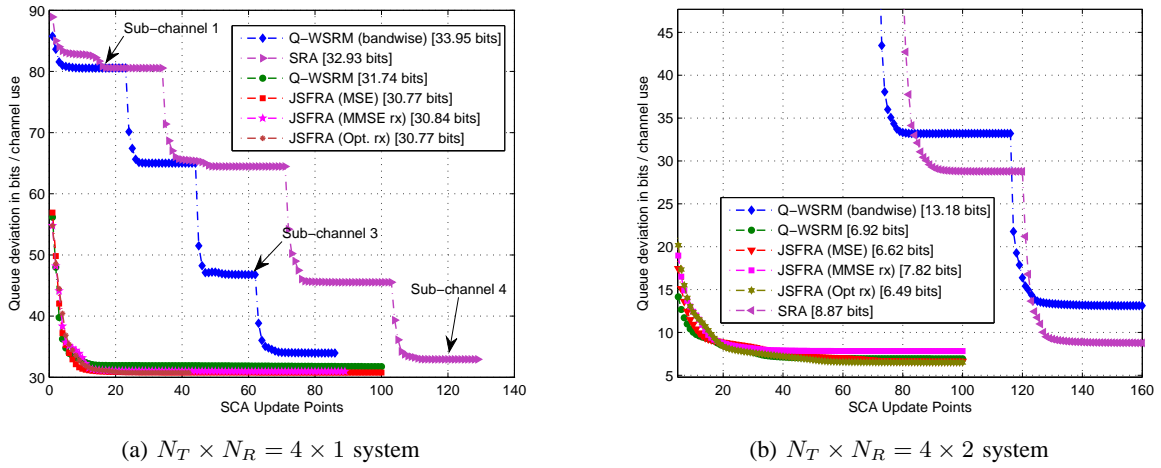 90
80
70
60
50
40
30
0
20
40
60
80
100
120
140
Queue deviation in bits / channel use
SCA Update Points
Sub−channel 1
Sub−channel 3
Sub−channel 4
Q−WSRM (bandwise) [33.95 bits]
SRA [32.93 bits]
Q−WSRM [31.74 bits]
JSFRA (MSE) [30.77 bits]
JSFRA (MMSE rx) [30.84 bits]
JSFRA (Opt. rx) [30.77 bits]
(a) N_T × N_R = 4 × 1 system
45
40
35
30
25
20
15
10
5
20
40
60
80
100
120
140
160
Queue deviation in bits / channel use
SCA Update Points
Q−WSRM (bandwise) [13.18 bits]
Q−WSRM [6.92 bits]
JSFRA (MSE) [6.62 bits]
JSFRA (MMSE rx) [7.82 bits]
JSFRA (Opt rx) [6.49 bits]
SRA [8.87 bits]
(b) N_T × N_R = 4 × 2 system